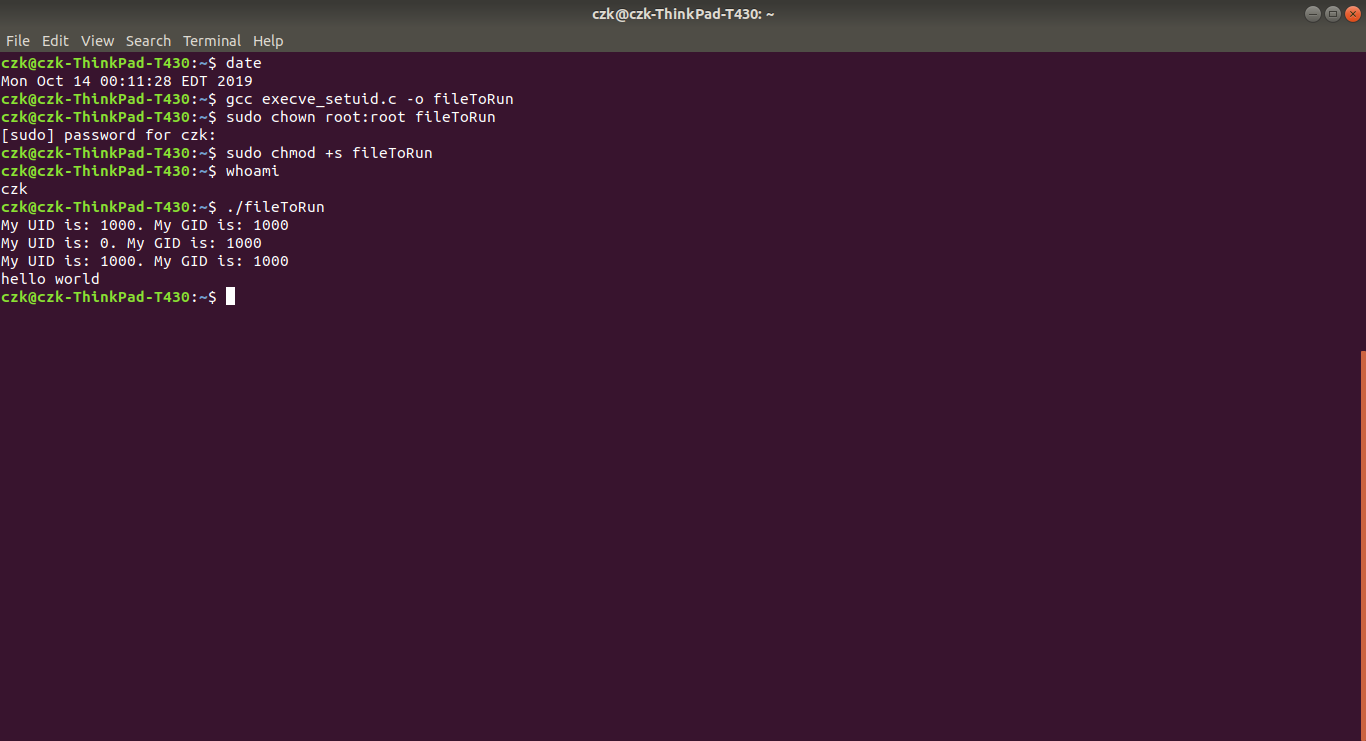 czk@czk-ThinkPad-T430: ~
File Edit View Search Terminal Help
czk@czk-ThinkPad-T430:~$ date
Mon Oct 14 00:11:28 EDT 2019
czk@czk-ThinkPad-T430:~$ gcc execve_setuid.c -o fileToRun
czk@czk-ThinkPad-T430:~$ sudo chown root:root fileToRun
[sudo] password for czk:
czk@czk-ThinkPad-T430:~$ sudo chmod +s fileToRun
czk@czk-ThinkPad-T430:~$ whoami
czk
czk@czk-ThinkPad-T430:~$ ./fileToRun
My UID is: 1000. My GID is: 1000
My UID is: 0. My GID is: 1000
My UID is: 1000. My GID is: 1000
hello world
czk@czk-ThinkPad-T430:~$